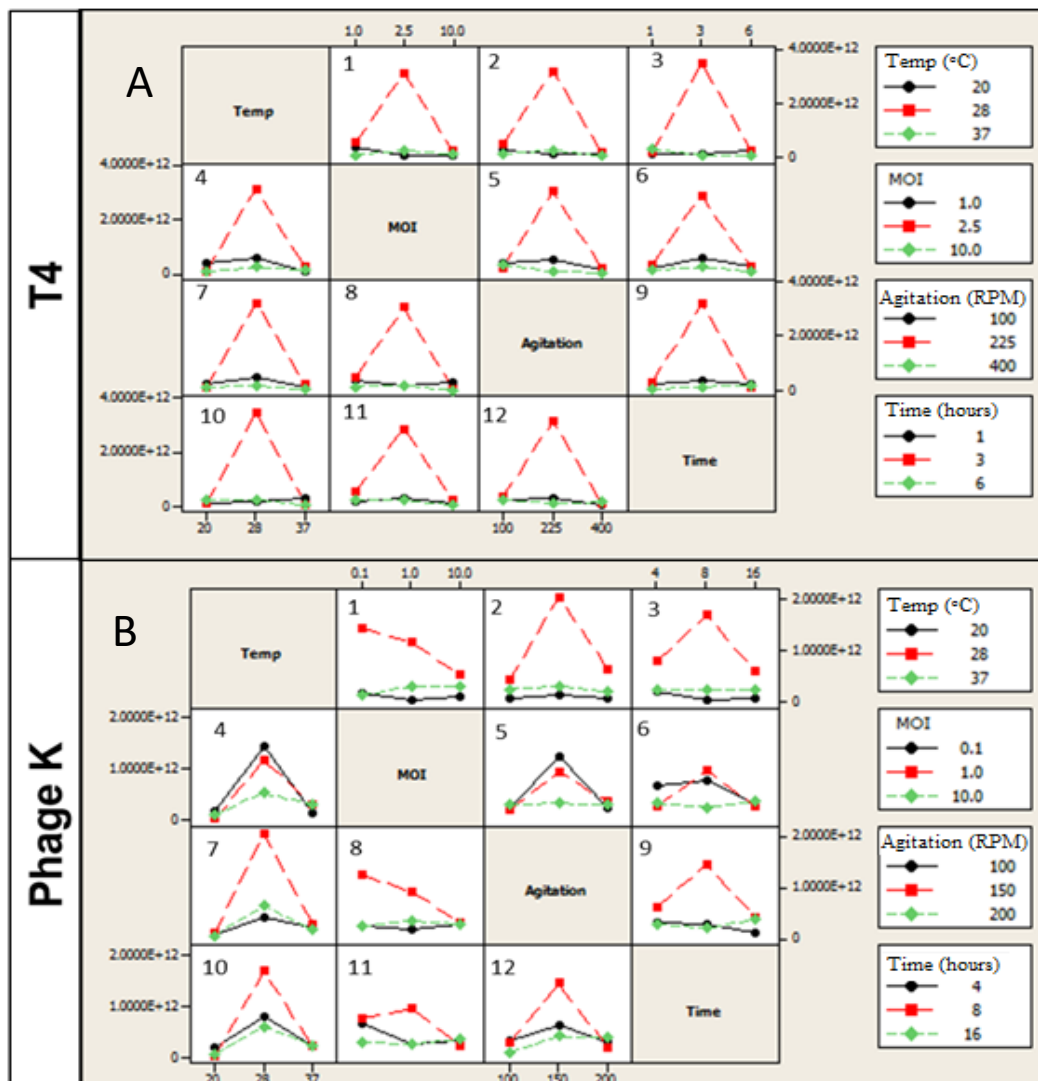 T4
A
1.0 2.5 10.0
1 3 6
Temp
1
2
3
4.0000E+12
2.0000E+12
0
Temp (°C)
20
28
37
4.0000E+12
2.0000E+12
0
4
MOI
5
6
MOI
1.0
2.5
10.0
7
8
Agitation
9
4.0000E+12
2.0000E+12
0
Agitation (RPM)
100
225
400
4.0000E+12
2.0000E+12
0
10
11
12
Time
Time (hours)
1
3
6
20 28 37
100 225 400
Phage K
B
0.1 1.0 10.0
4 8 16
Temp
1
2
3
2.0000E+12
1.0000E+12
0
Temp (°C)
20
28
37
2.0000E+12
1.0000E+12
0
4
MOI
5
6
MOI
0.1
1.0
10.0
7
8
Agitation
9
2.0000E+12
1.0000E+12
0
Agitation (RPM)
100
150
200
2.0000E+12
1.0000E+12
0
10
11
12
Time
Time (hours)
4
8
16
20 28 37
100 150 200